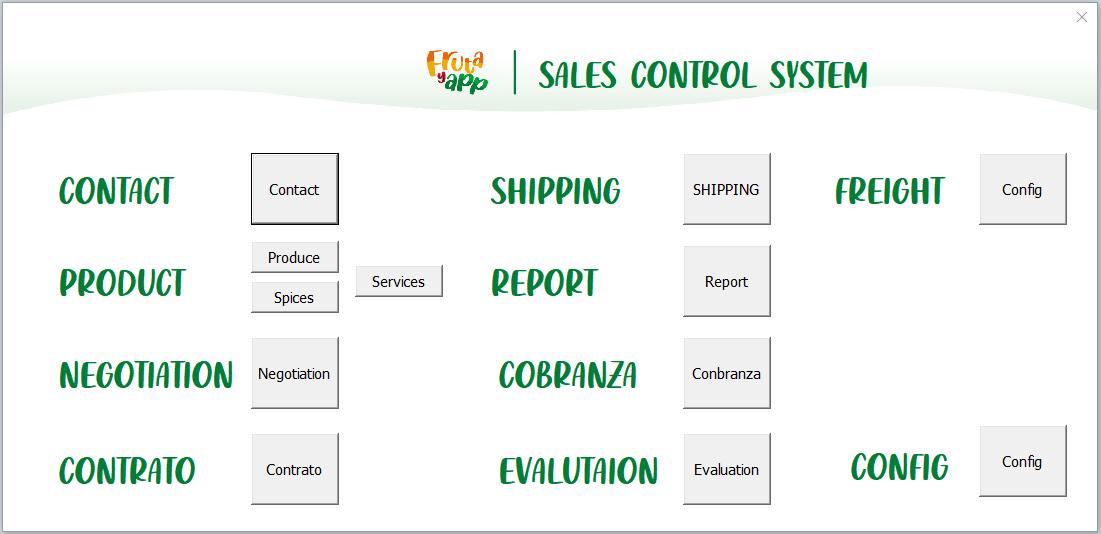 Fruta
y app
SALES CONTROL SYSTEM
CONTACT
Contact
SHIPPING
SHIPPING
FREIGHT
Config
PRODUCT
Produce
Spices
Services
REPORT
Report
NEGOTIATION
Negotiation
COBRANZA
Conbranza
CONTRATO
Contrato
EVALUTAION
Evaluation
CONFIG
Config